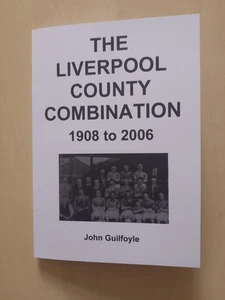 THE
LIVERPOOL
COUNTY
COMBINATION
1908 to 2006
John Guilfoyle